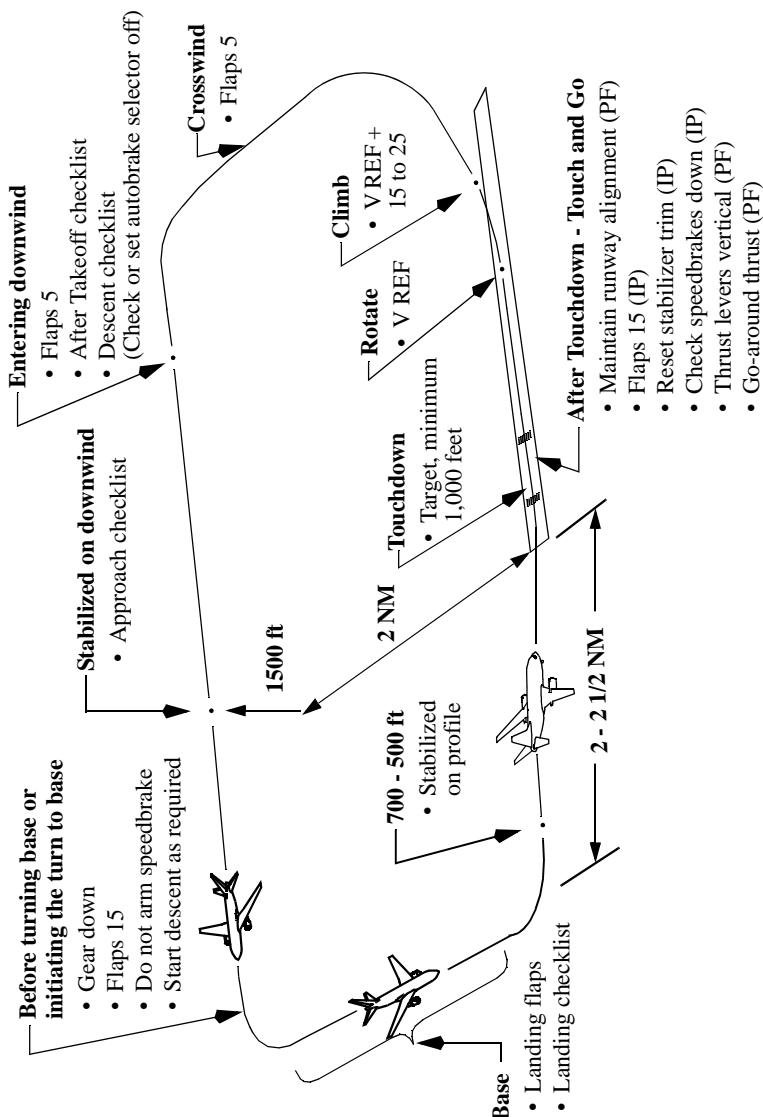 Before turning base or
initiating the turn to base
• Gear down
• Flaps 15
• Do not arm speedbrake
• Start descent as required
Stabilized on downwind
• Approach checklist
Entering downwind
• Flaps 5
• After Takeoff checklist
• Descent checklist
(Check or set autobrake selector off)
Crosswind
• Flaps 5
1500 ft
2 NM
Climb
• V REF +
15 to 25
Rotate
• V REF
Touchdown
• Target, minimum
1,000 feet
700 - 500 ft
• Stabilized
on profile
Base
• Landing flaps
• Landing checklist
2 - 2 1/2 NM
After Touchdown - Touch and Go
• Maintain runway alignment (PF)
• Flaps 15 (IP)
• Reset stabilizer trim (IP)
• Check speedbrakes down (IP)
• Thrust levers vertical (PF)
• Go-around thrust (PF)